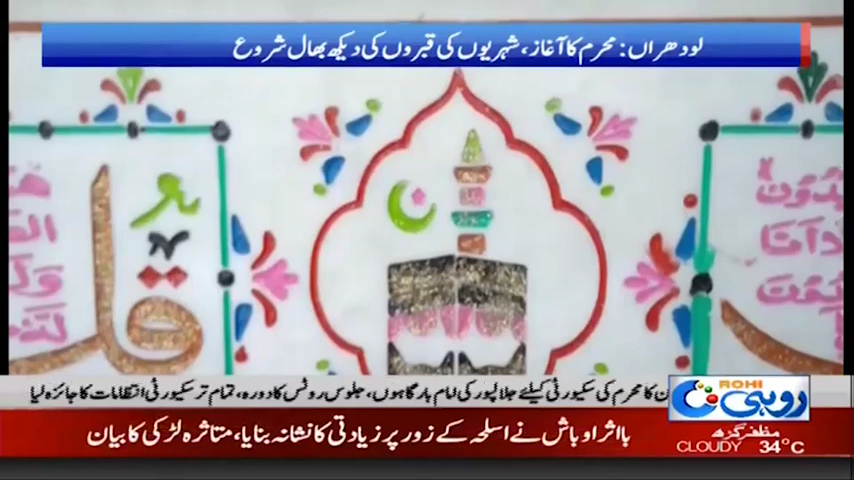 لودھراں: محرم کا آغاز، شہریوں کی قبروں کی دیکھ بھال شروع
ن کا محرم کی سکیورٹی کیلئے جلالپور کی امام بارگاہوں، جلوس روٹس کا دورہ، تمام تر سکیورٹی انتظامات کا جائزہ لیا
ROHI
روہی
بااثر اوباش نے اسلحہ کے زور پر زیادتی کا نشانہ بنایا، متاثرہ لڑکی کا بیان
مظفر گڑھ
CLOUDY 34°C